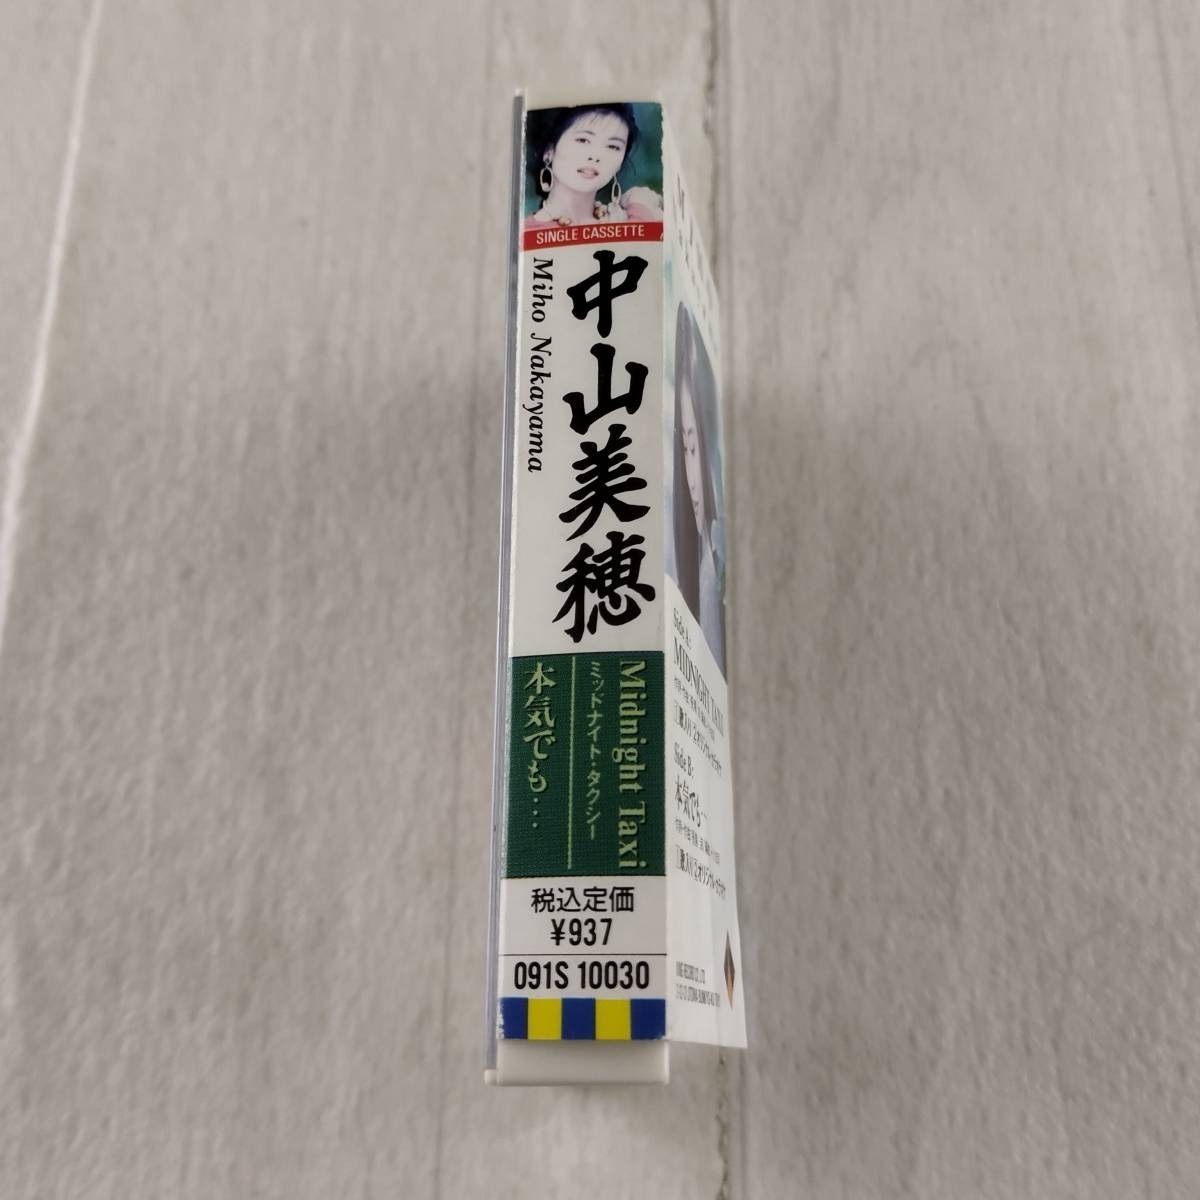 SINGLE CASSETTE
中山美穂
Miho Nakayama
Midnight Taxi
ミッドナイト・タクシー
本気でも…
税込定価
¥937
091S 10030
Side A:
MIDNIGHT TAXI
Side B:
本気でも…